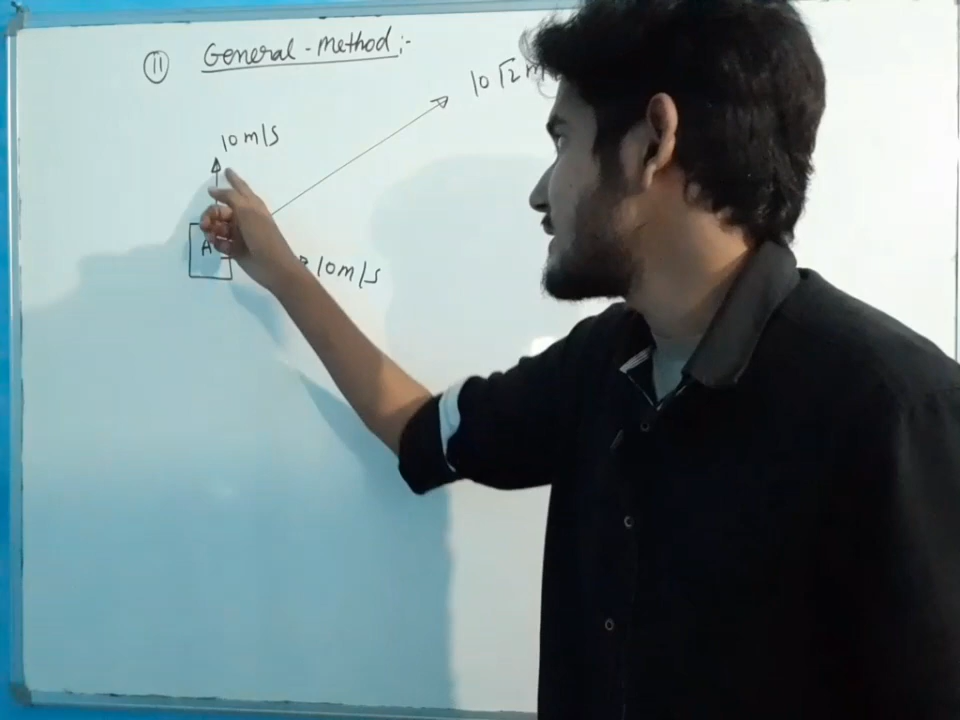 (11) General-Method:-
10√2 m
10 m/s
A
10 m/s